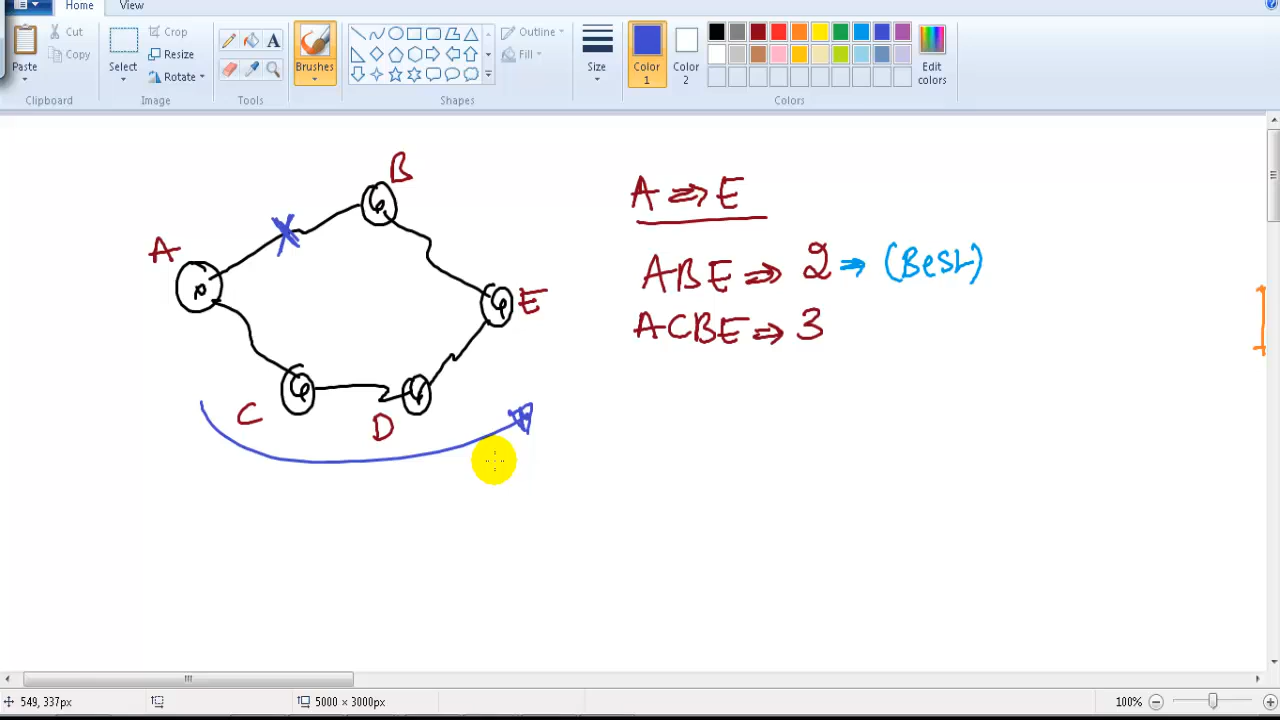 Home View
Cut
Copy
Paste
Clipboard
Select
Crop
Resize
Rotate
Image
A
Tools
Brushes
Outline
Fill
Shapes
Size
Color 1
Color 2
Edit colors
Colors
B
A
E
C
D
A ⇒ E
ABE ⇒ 2 ⇒ (Best)
ACBE ⇒ 3
549, 337px
5000 × 3000px
100%